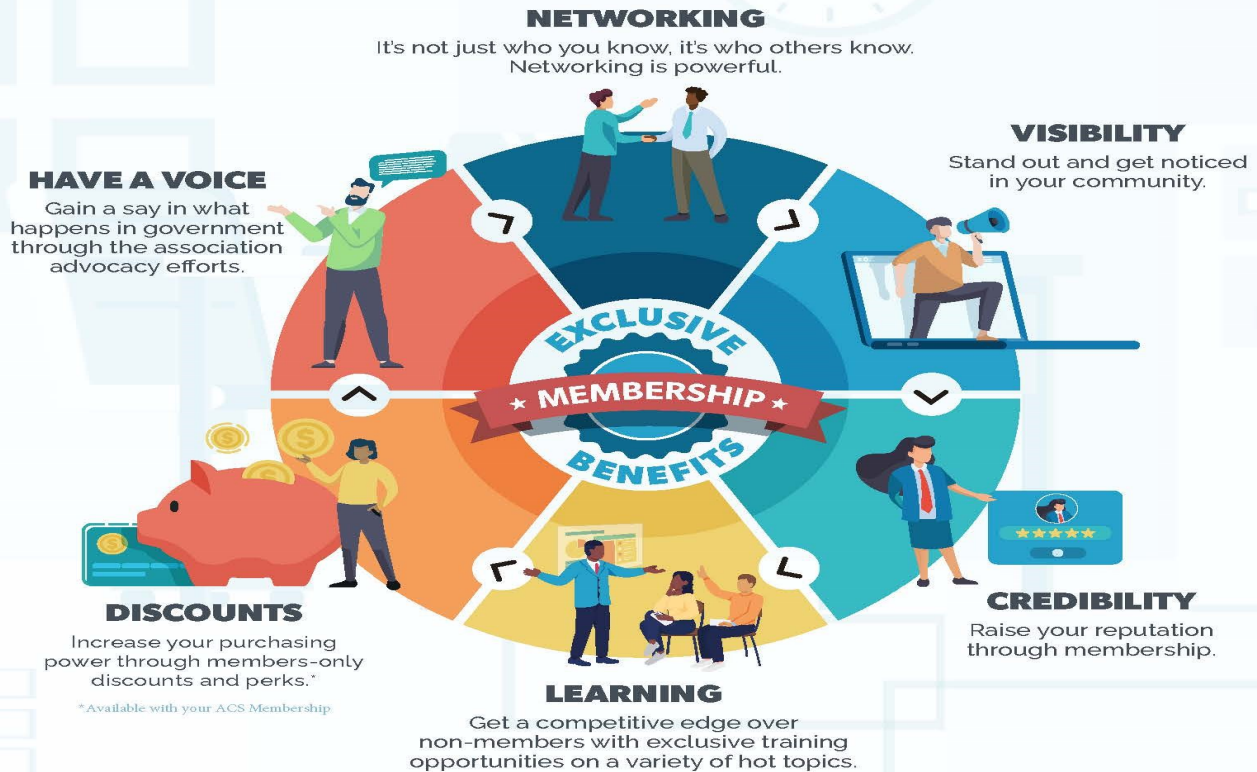 NETWORKING
It's not just who you know, it's who others know.
Networking is powerful.
VISIBILITY
Stand out and get noticed
in your community.
HAVE A VOICE
Gain a say in what
happens in government
through the association
advocacy efforts.
EXCLUSIVE
★ MEMBERSHIP ★
BENEFITS
DISCOUNTS
Increase your purchasing
power through members-only
discounts and perks.*
*Available with your ACS Membership
CREDIBILITY
Raise your reputation
through membership.
LEARNING
Get a competitive edge over
non-members with exclusive training
opportunities on a variety of hot topics.